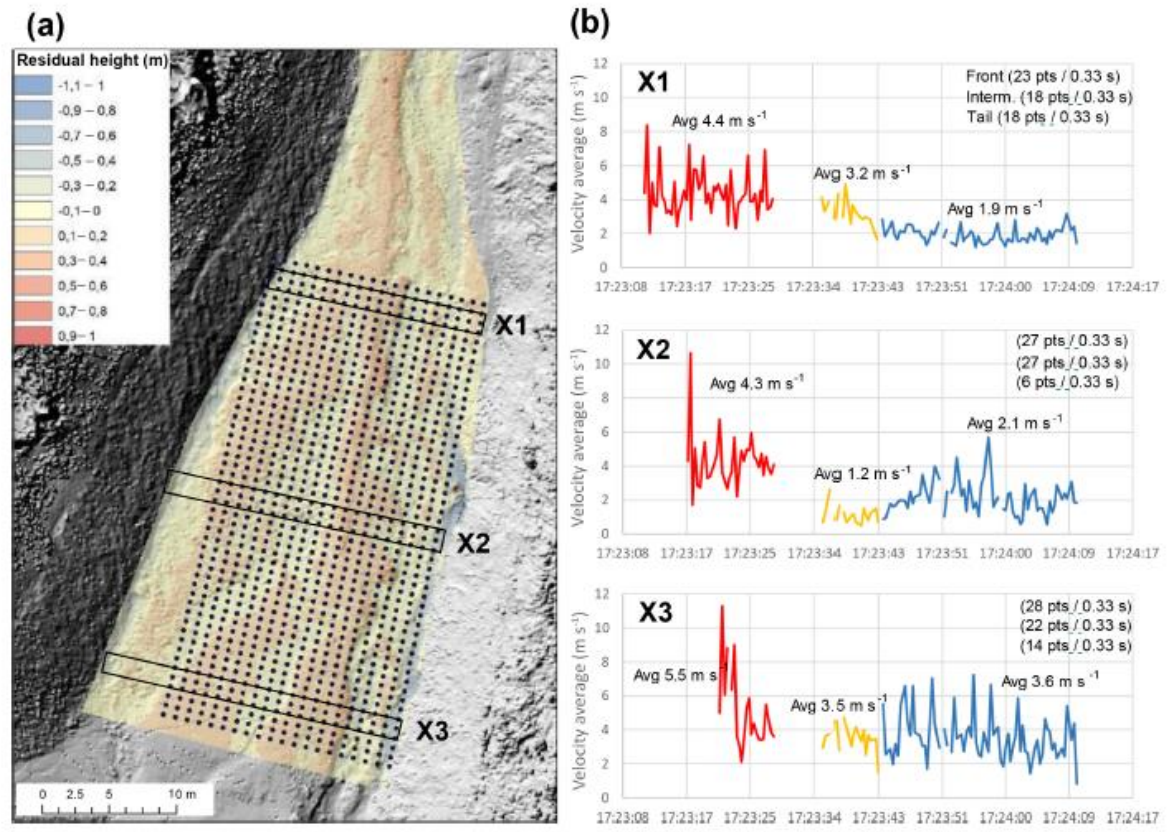 (a)
Residual height (m)
-1,1 – 1
-0,9 – 0,8
-0,7 – 0,6
-0,5 – 0,4
-0,3 – 0,2
-0,1 – 0
0,1 – 0,2
0,3 – 0,4
0,5 – 0,6
0,7 – 0,8
0,9 – 1
X1
X2
X3
0 2.5 5 10 m
(b)
X1
Front (23 pts / 0.33 s)
Interm. (18 pts / 0.33 s)
Tail (18 pts / 0.33 s)
Avg 4.4 m s⁻¹
Avg 3.2 m s⁻¹
Avg 1.9 m s⁻¹
Velocity average (m s⁻¹)
12
10
8
6
4
2
0
17:23:08 17:23:17 17:23:25 17:23:34 17:23:43 17:23:51 17:24:00 17:24:09 17:24:17
X2
(27 pts / 0.33 s)
(27 pts / 0.33 s)
(6 pts / 0.33 s)
Avg 4.3 m s⁻¹
Avg 1.2 m s⁻¹
Avg 2.1 m s⁻¹
Velocity average (m s⁻¹)
12
10
8
6
4
2
0
17:23:08 17:23:17 17:23:25 17:23:34 17:23:43 17:23:51 17:24:00 17:24:09 17:24:17
X3
(28 pts / 0.33 s)
(22 pts / 0.33 s)
(14 pts / 0.33 s)
Avg 5.5 m s⁻¹
Avg 3.5 m s⁻¹
Avg 3.6 m s⁻¹
Velocity average (m s⁻¹)
12
10
8
6
4
2
0
17:23:08 17:23:17 17:23:25 17:23:34 17:23:43 17:23:51 17:24:00 17:24:09 17:24:17